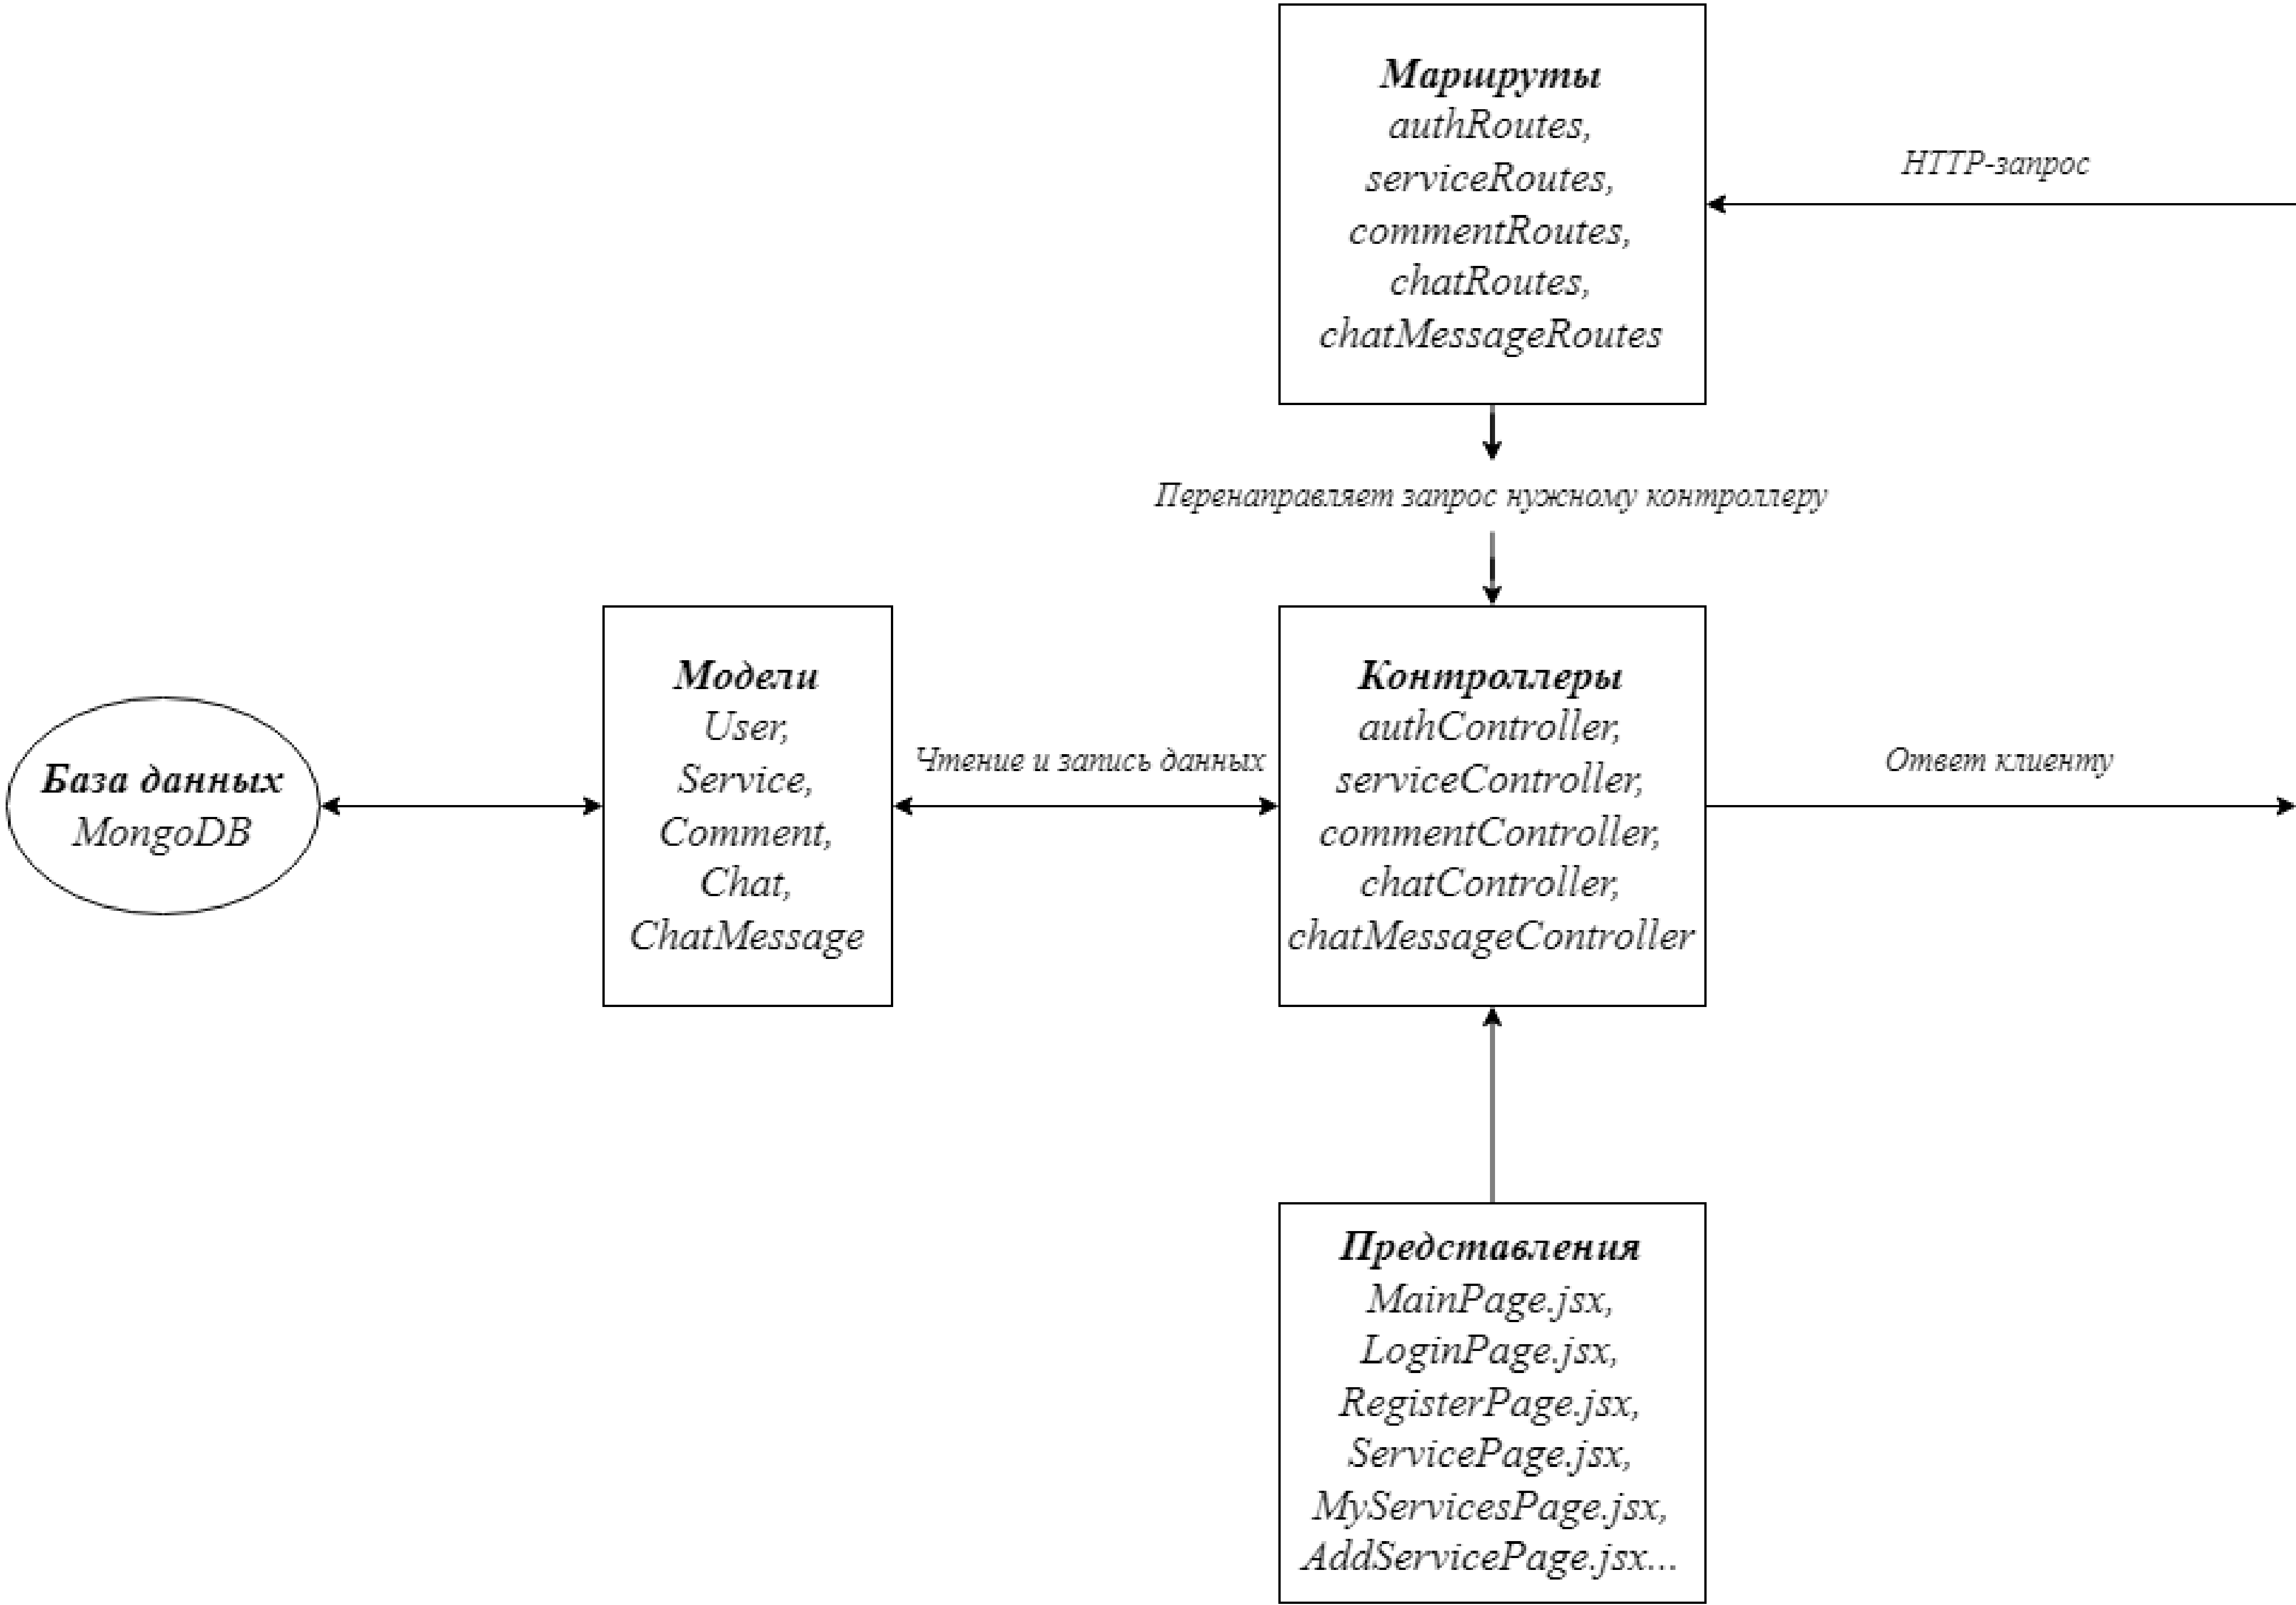 Маршруты
authRoutes,
serviceRoutes,
commentRoutes,
chatRoutes,
chatMessageRoutes
HTTP-запрос
Перенаправляет запрос нужному контроллеру
База данных
MongoDB
Модели
User,
Service,
Comment,
Chat,
ChatMessage
Чтение и запись данных
Контроллеры
authController,
serviceController,
commentController,
chatController,
chatMessageController
Ответ клиенту
Представления
MainPage.jsx,
LoginPage.jsx,
RegisterPage.jsx,
ServicePage.jsx,
MyServicesPage.jsx,
AddServicePage.jsx...